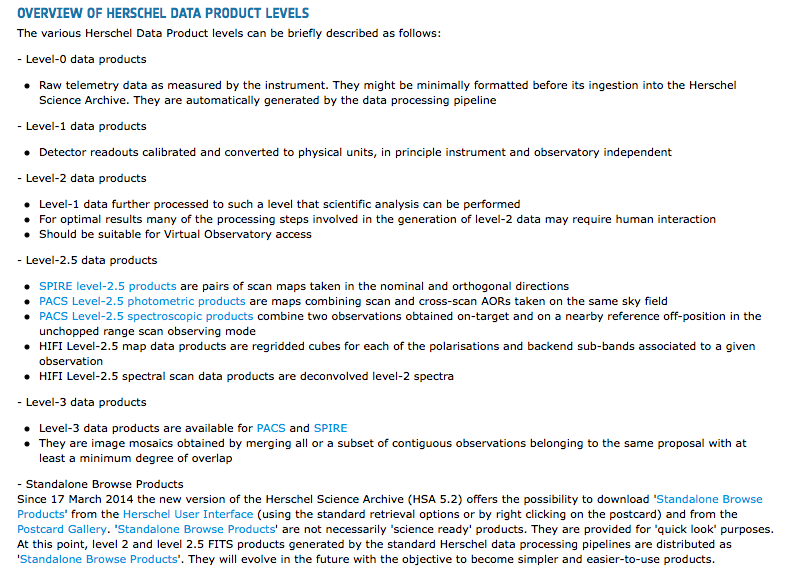 OVERVIEW OF HERSCHEL DATA PRODUCT LEVELS
The various Herschel Data Product levels can be briefly described as follows:
- Level-0 data products
• Raw telemetry data as measured by the instrument. They might be minimally formatted before its ingestion into the Herschel
Science Archive. They are automatically generated by the data processing pipeline
- Level-1 data products
• Detector readouts calibrated and converted to physical units, in principle instrument and observatory independent
- Level-2 data products
• Level-1 data further processed to such a level that scientific analysis can be performed
• For optimal results many of the processing steps involved in the generation of level-2 data may require human interaction
• Should be suitable for Virtual Observatory access
- Level-2.5 data products
• SPIRE level-2.5 products are pairs of scan maps taken in the nominal and orthogonal directions
• PACS Level-2.5 photometric products are maps combining scan and cross-scan AORs taken on the same sky field
• PACS Level-2.5 spectroscopic products combine two observations obtained on-target and on a nearby reference off-position in the
unchopped range scan observing mode
• HIFI Level-2.5 map data products are regridded cubes for each of the polarisations and backend sub-bands associated to a given
observation
• HIFI Level-2.5 spectral scan data products are deconvolved level-2 spectra
- Level-3 data products
• Level-3 data products are available for PACS and SPIRE
• They are image mosaics obtained by merging all or a subset of contiguous observations belonging to the same proposal with at
least a minimum degree of overlap
- Standalone Browse Products
Since 17 March 2014 the new version of the Herschel Science Archive (HSA 5.2) offers the possibility to download 'Standalone Browse
Products' from the Herschel User Interface (using the standard retrieval options or by right clicking on the postcard) and from the
Postcard Gallery. 'Standalone Browse Products' are not necessarily 'science ready' products. They are provided for 'quick look' purposes.
At this point, level 2 and level 2.5 FITS products generated by the standard Herschel data processing pipelines are distributed as
'Standalone Browse Products'. They will evolve in the future with the objective to become simpler and easier-to-use products.